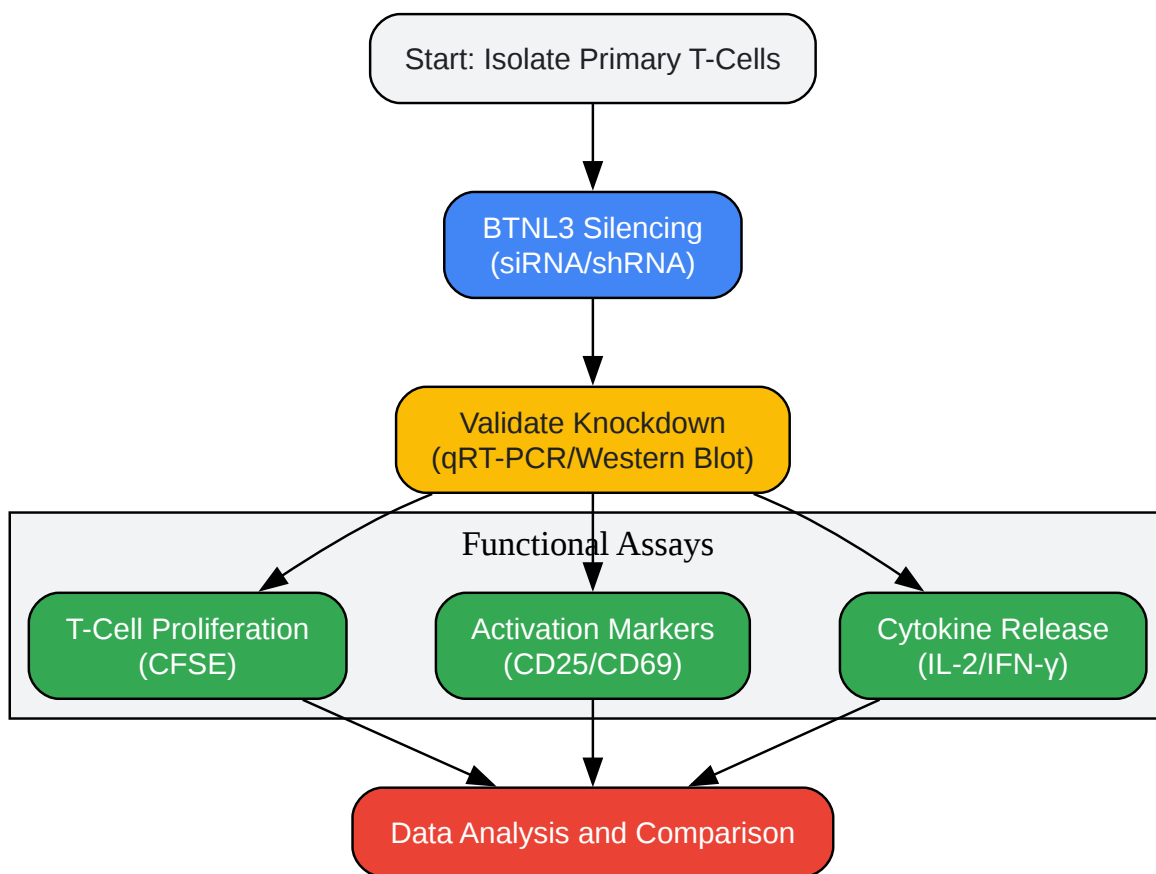 Start: Isolate Primary T-Cells
BTNL3 Silencing
(siRNA/shRNA)
Validate Knockdown
(qRT-PCR/Western Blot)
Functional Assays
T-Cell Proliferation
(CFSE)
Activation Markers
(CD25/CD69)
Cytokine Release
(IL-2/IFN-γ)
Data Analysis and Comparison